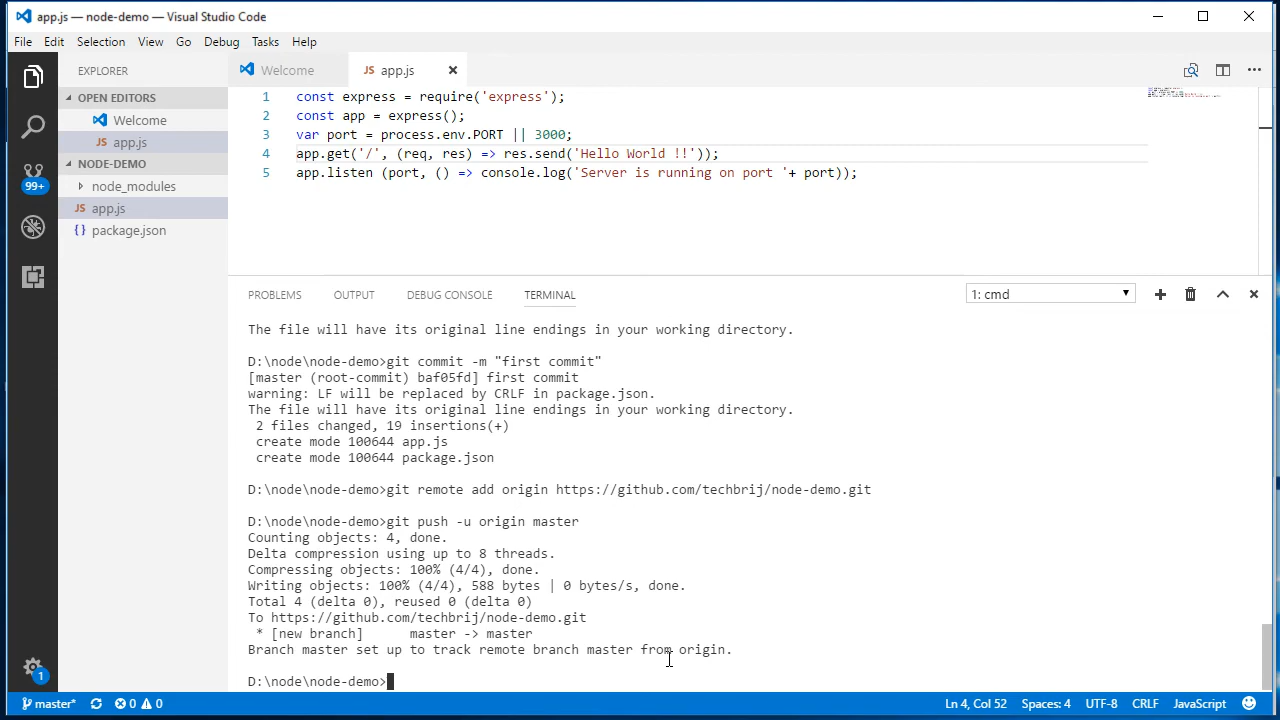 app.js — node-demo — Visual Studio Code
File Edit Selection View Go Debug Tasks Help
EXPLORER
OPEN EDITORS
Welcome
JS app.js
NODE-DEMO
node_modules
JS app.js
{} package.json
99+
1
Welcome
JS app.js
1 const express = require('express');
2 const app = express();
3 var port = process.env.PORT || 3000;
4 app.get('/', (req, res) => res.send('Hello World !!'));
5 app.listen (port, () => console.log('Server is running on port '+ port));
PROBLEMS OUTPUT DEBUG CONSOLE TERMINAL
1: cmd
The file will have its original line endings in your working directory.
D:\node\node-demo>git commit -m "first commit"
[master (root-commit) baf05fd] first commit
warning: LF will be replaced by CRLF in package.json.
The file will have its original line endings in your working directory.
2 files changed, 19 insertions(+)
create mode 100644 app.js
create mode 100644 package.json
D:\node\node-demo>git remote add origin https://github.com/techbrij/node-demo.git
D:\node\node-demo>git push -u origin master
Counting objects: 4, done.
Delta compression using up to 8 threads.
Compressing objects: 100% (4/4), done.
Writing objects: 100% (4/4), 588 bytes | 0 bytes/s, done.
Total 4 (delta 0), reused 0 (delta 0)
To https://github.com/techbrij/node-demo.git
* [new branch]      master -> master
Branch master set up to track remote branch master from origin.
D:\node\node-demo>
master* 0 0 Ln 4, Col 52 Spaces: 4 UTF-8 CRLF JavaScript